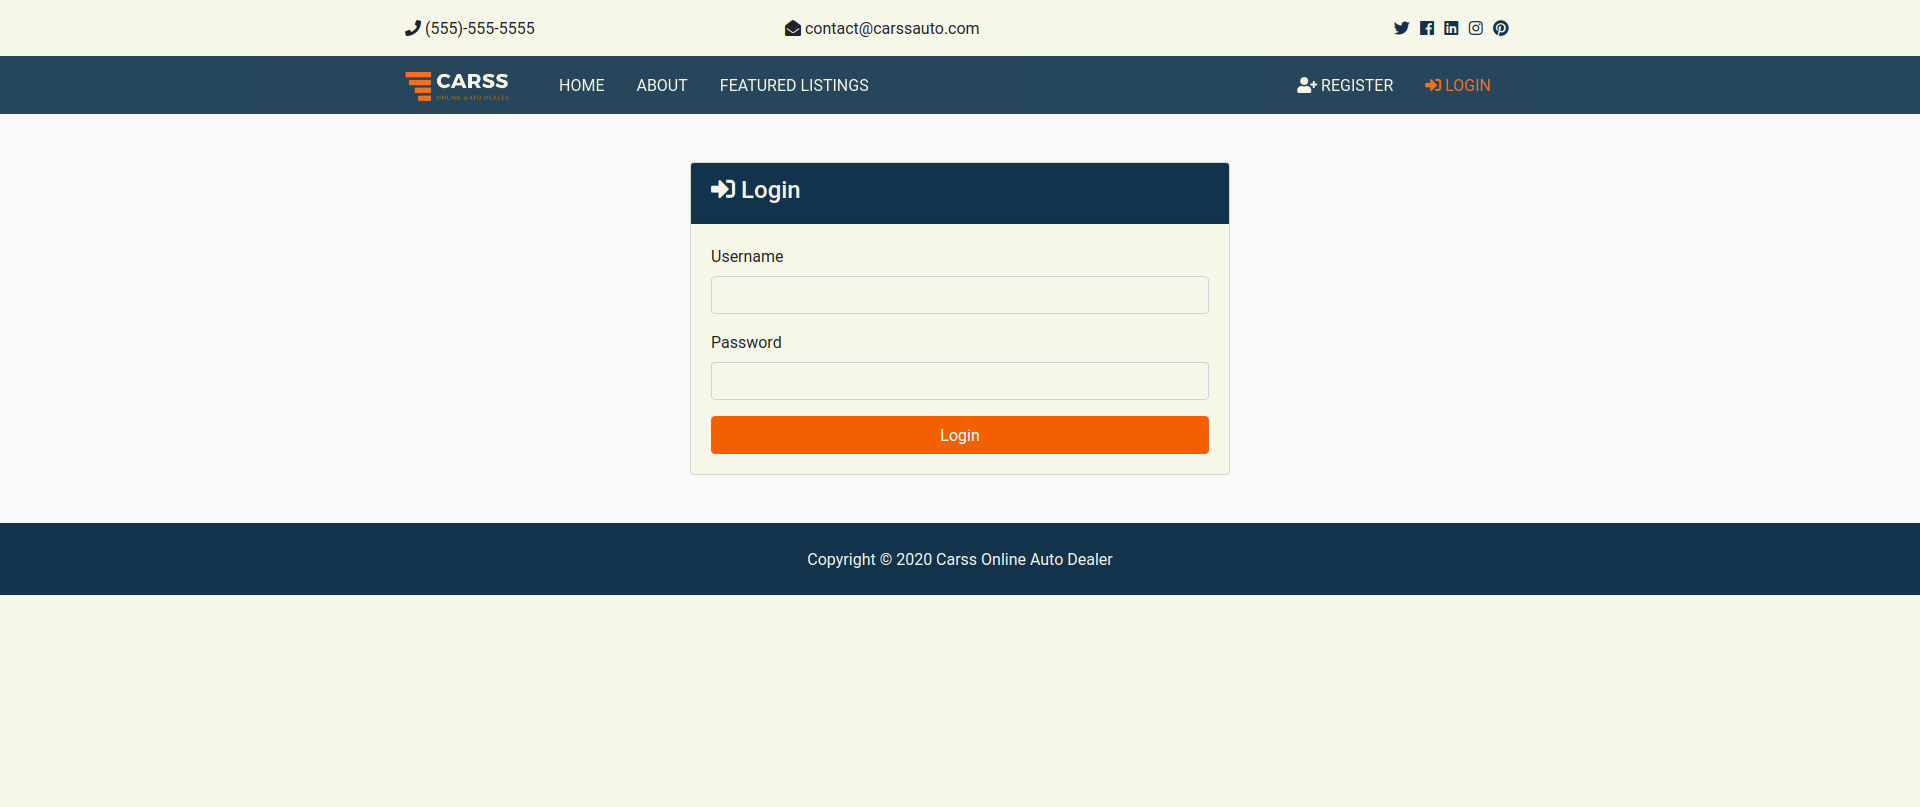 (555)-555-5555
contact@carssauto.com
CARSS
ONLINE AUTO DEALER
HOME
ABOUT
FEATURED LISTINGS
REGISTER
LOGIN
Login
Username
Password
Login
Copyright © 2020 Carss Online Auto Dealer